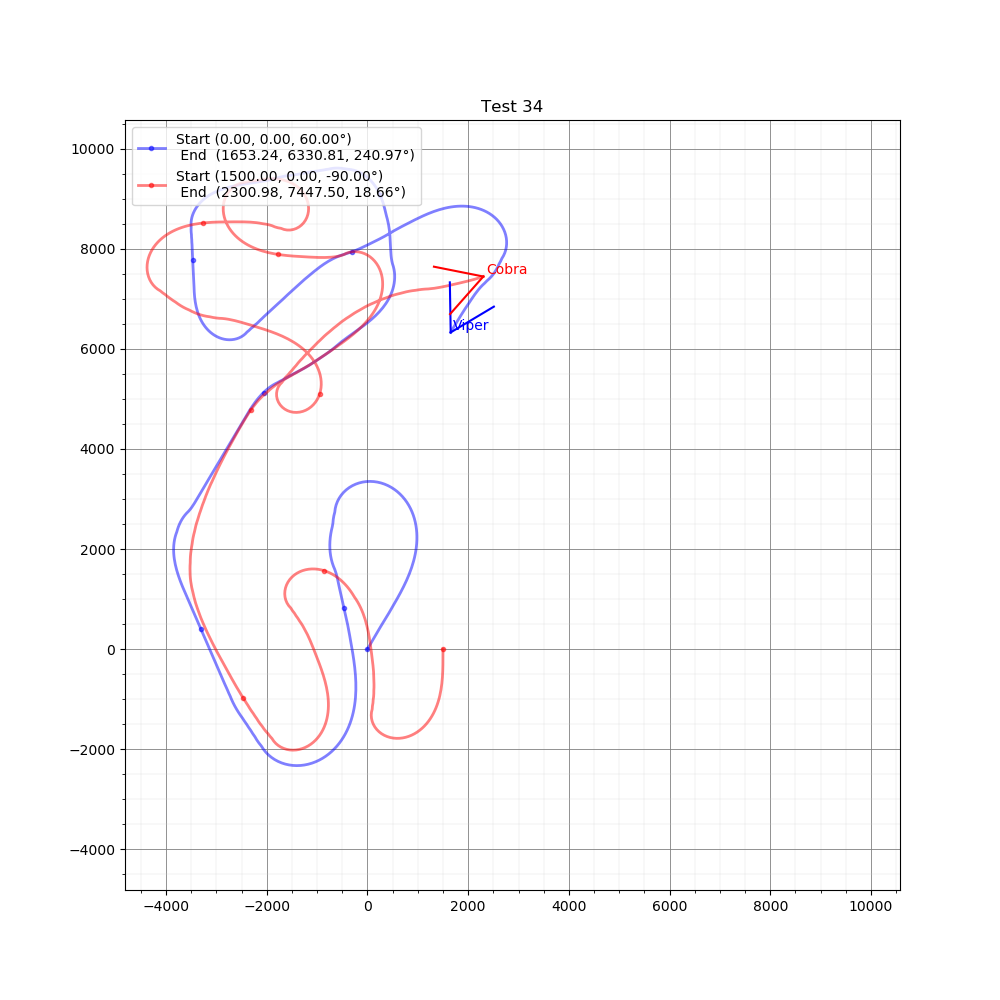 Test 34
Start (0.00, 0.00, 60.00°)
End (1653.24, 6330.81, 240.97°)
Start (1500.00, 0.00, -90.00°)
End (2300.98, 7447.50, 18.66°)
10000
8000
6000
4000
2000
0
−2000
−4000
Cobra
Viper
−4000 −2000 0 2000 4000 6000 8000 10000